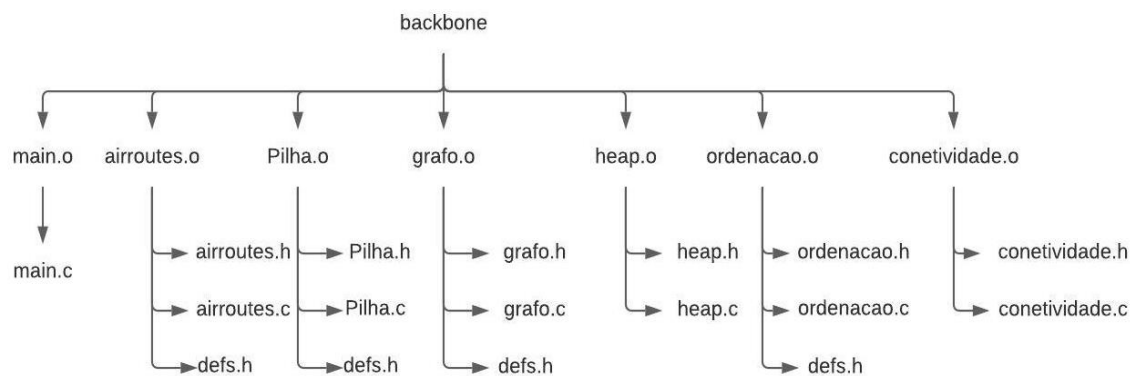 backbone
main.o airroutes.o Pilha.o grafo.o heap.o ordenacao.o conetividade.o
airroutes.h Pilha.h grafo.h heap.h ordenacao.h conetividade.h
main.c
airroutes.c Pilha.c grafo.c heap.c ordenacao.c conetividade.c
defs.h defs.h defs.h defs.h